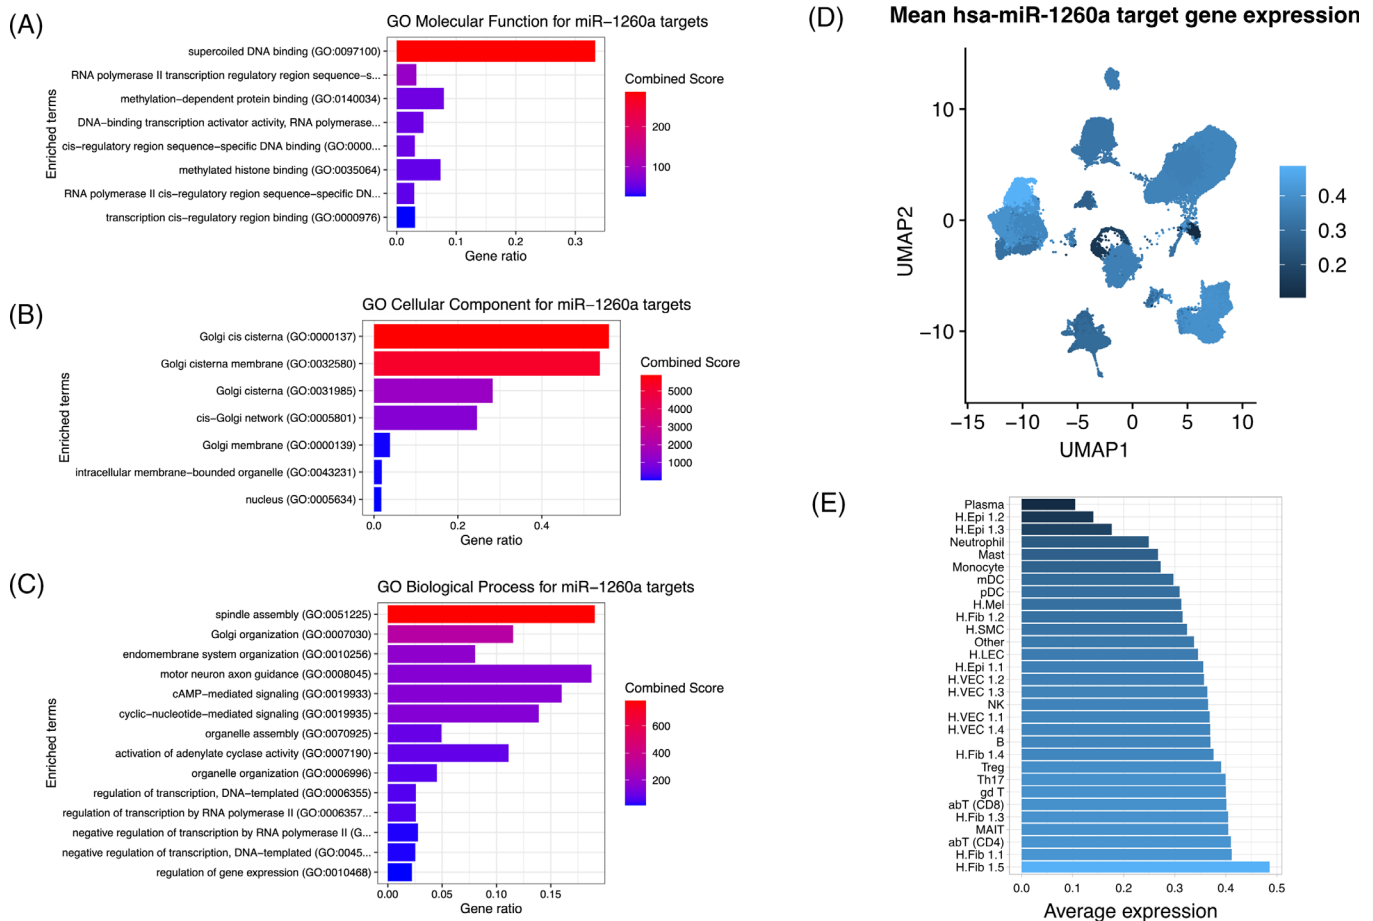 (A)
GO Molecular Function for miR−1260a targets
Enriched terms
supercoiled DNA binding (GO:0097100)
RNA polymerase II transcription regulatory region sequence−s...
methylation−dependent protein binding (GO:0140034)
DNA−binding transcription activator activity, RNA polymerase...
cis−regulatory region sequence−specific DNA binding (GO:0000...
methylated histone binding (GO:0035064)
RNA polymerase II cis−regulatory region sequence−specific DN...
transcription cis−regulatory region binding (GO:0000976)
0.0 0.1 0.2 0.3
Gene ratio
Combined Score
200
100
(B)
GO Cellular Component for miR−1260a targets
Enriched terms
Golgi cis cisterna (GO:0000137)
Golgi cisterna membrane (GO:0032580)
Golgi cisterna (GO:0031985)
cis−Golgi network (GO:0005801)
Golgi membrane (GO:0000139)
intracellular membrane−bounded organelle (GO:0043231)
nucleus (GO:0005634)
0.0 0.2 0.4
Gene ratio
Combined Score
5000
4000
3000
2000
1000
(C)
GO Biological Process for miR−1260a targets
Enriched terms
spindle assembly (GO:0051225)
Golgi organization (GO:0007030)
endomembrane system organization (GO:0010256)
motor neuron axon guidance (GO:0008045)
cAMP−mediated signaling (GO:0019933)
cyclic−nucleotide−mediated signaling (GO:0019935)
organelle assembly (GO:0070925)
activation of adenylate cyclase activity (GO:0007190)
organelle organization (GO:0006996)
regulation of transcription, DNA−templated (GO:0006355)
regulation of transcription by RNA polymerase II (GO:0006357...
negative regulation of transcription by RNA polymerase II (G...
negative regulation of transcription, DNA−templated (GO:0045...
regulation of gene expression (GO:0010468)
0.00 0.05 0.10 0.15
Gene ratio
Combined Score
600
400
200
(D)
Mean hsa−miR−1260a target gene expression
UMAP2
10
0
−10
−15 −10 −5 0 5 10
UMAP1
0.4
0.3
0.2
(E)
Plasma
H.Epi 1.2
H.Epi 1.3
Neutrophil
Mast
Monocyte
mDC
pDC
H.Mel
H.Fib 1.2
H.SMC
Other
H.LEC
H.Epi 1.1
H.VEC 1.2
H.VEC 1.3
NK
H.VEC 1.1
H.VEC 1.4
B
H.Fib 1.4
Treg
Th17
gd T
abT (CD8)
H.Fib 1.3
MAIT
abT (CD4)
H.Fib 1.1
H.Fib 1.5
0.0 0.1 0.2 0.3 0.4 0.5
Average expression